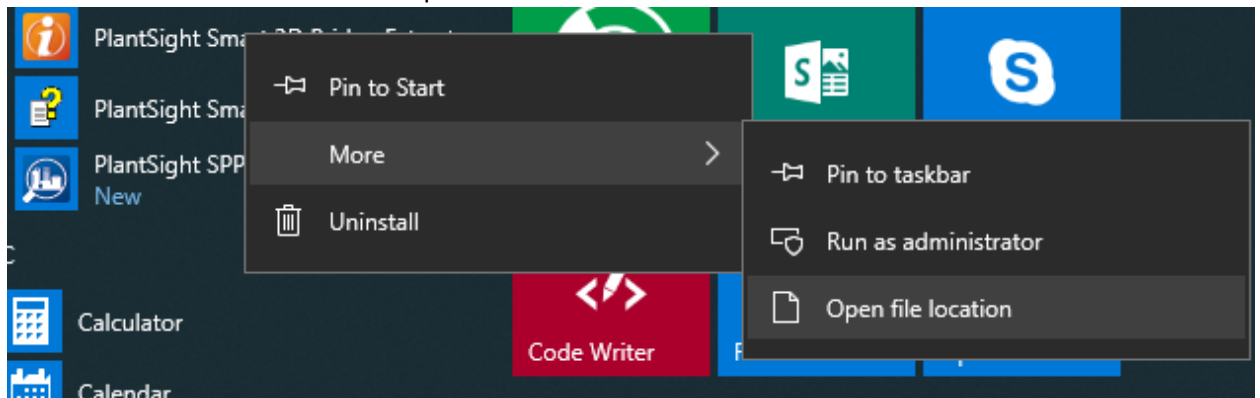 PlantSight Sma
PlantSight Sma
PlantSight SPP
New
Pin to Start
More
Uninstall
Pin to taskbar
Run as administrator
Open file location
S
S
Calculator
Code Writer
Calendar